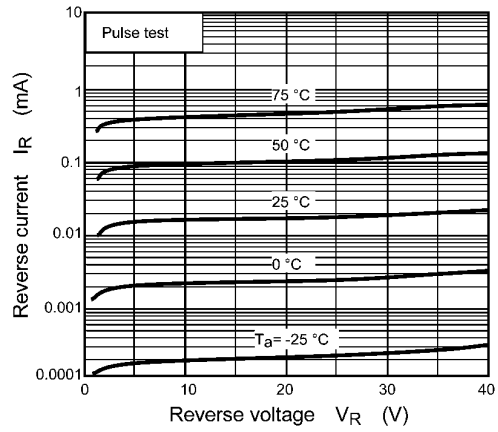 Pulse test
Reverse current I_R (mA)
10
1
0.1
0.01
0.001
0.0001
75 °C
50 °C
25 °C
0 °C
Ta= -25 °C
0 10 20 30 40
Reverse voltage V_R (V)